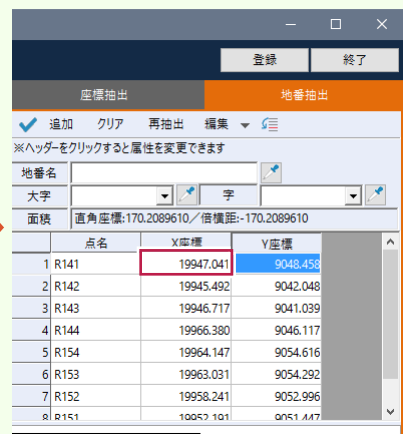 登録 終了
座標抽出 地番抽出
追加 クリア 再抽出 編集
※ヘッダーをクリックすると属性を変更できます
地番名
大字 字
面積 直角座標:170.2089610／倍横距:-170.2089610
点名 X座標 Y座標
1 R141 19947.041 9048.458
2 R142 19945.492 9042.048
3 R143 19946.717 9041.039
4 R144 19966.380 9046.117
5 R154 19964.147 9054.616
6 R153 19963.031 9054.292
7 R152 19958.241 9052.996
8 R151 19952.191 9051.447